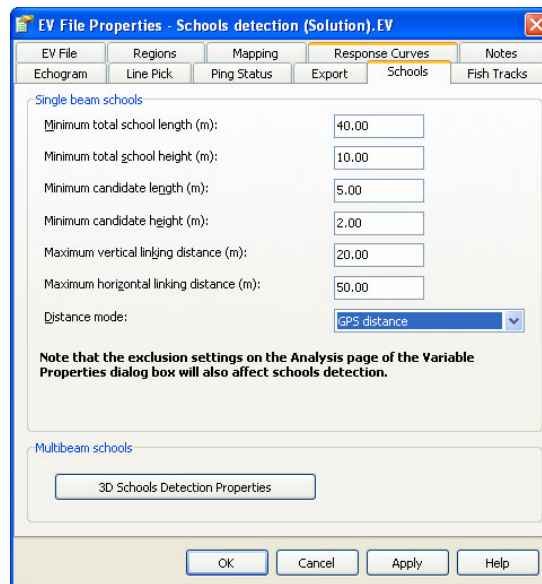 EV File Properties - Schools detection (Solution).EV
EV File Regions Mapping Response Curves Notes
Echogram Line Pick Ping Status Export Schools Fish Tracks
Single beam schools
Minimum total school length (m): 40.00
Minimum total school height (m): 10.00
Minimum candidate length (m): 5.00
Minimum candidate height (m): 2.00
Maximum vertical linking distance (m): 20.00
Maximum horizontal linking distance (m): 50.00
Distance mode: GPS distance
Note that the exclusion settings on the Analysis page of the Variable
Properties dialog box will also affect schools detection.
Multibeam schools
3D Schools Detection Properties
OK Cancel Apply Help